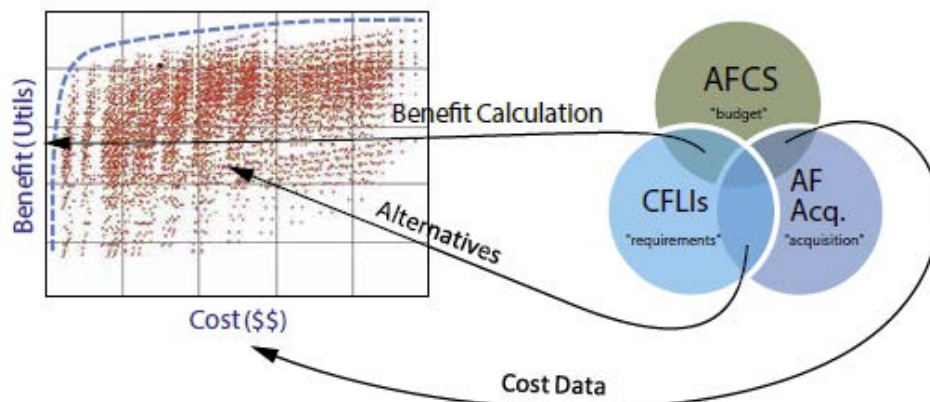 Benefit (Utils)
Cost ($$)
Benefit Calculation
Alternatives
Cost Data
AFCS
"budget"
CFLIs
"requirements"
AF
Acq.
"acquisition"